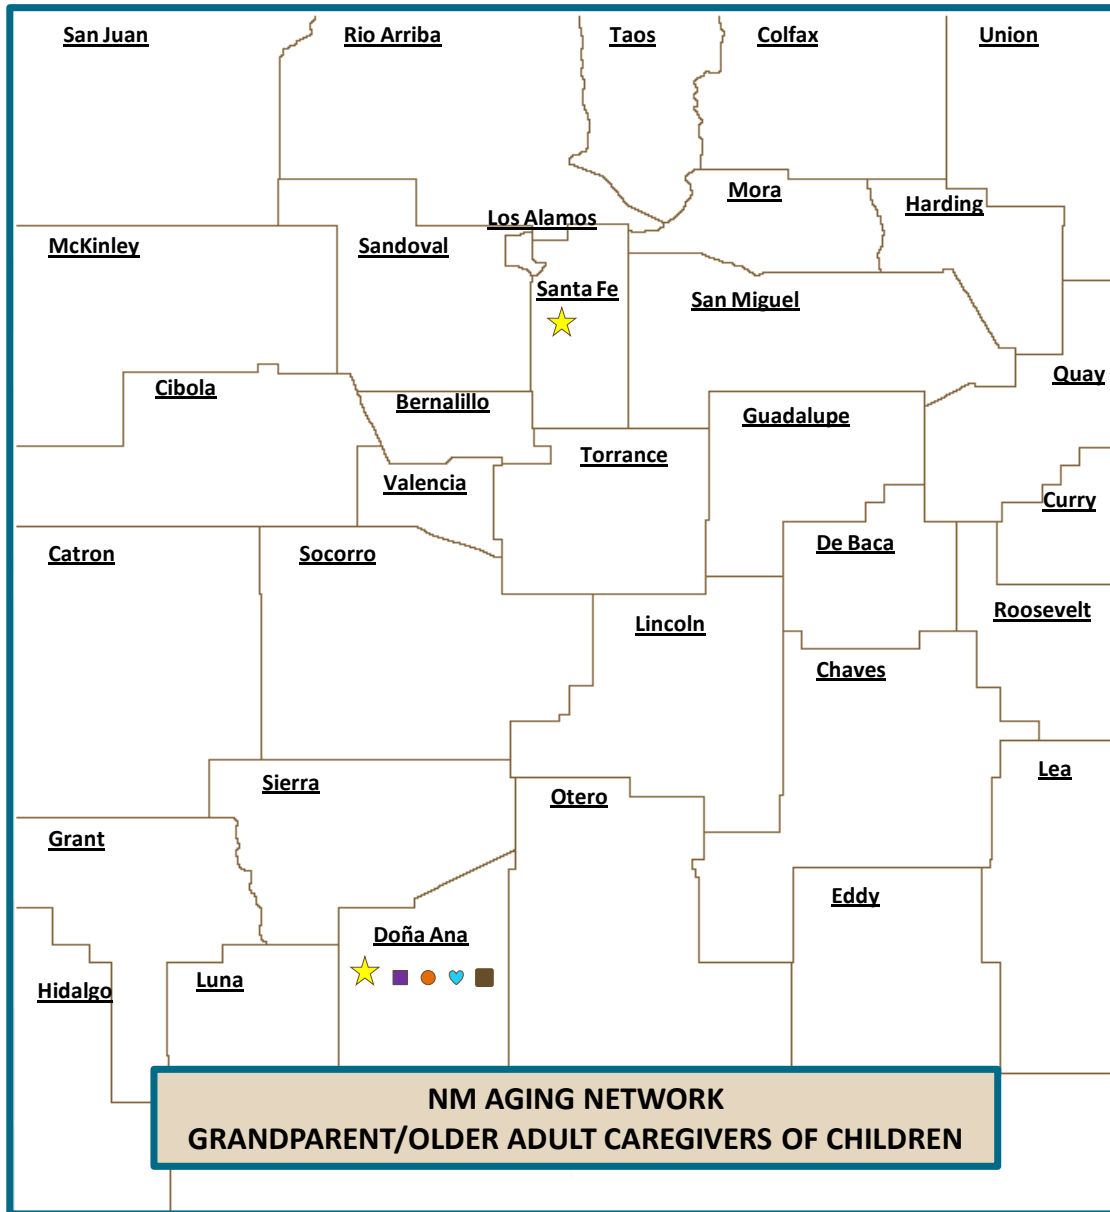 San Juan
Rio Arriba
Taos
Colfax
Union
Mora
Harding
Los Alamos
McKinley
Sandoval
Santa Fe
San Miguel
Quay
Cibola
Bernalillo
Guadalupe
Torrance
Valencia
Curry
De Baca
Catron
Socorro
Roosevelt
Lincoln
Chaves
Lea
Sierra
Otero
Grant
Eddy
Doña Ana
Luna
Hidalgo
NM AGING NETWORK
GRANDPARENT/OLDER ADULT CAREGIVERS OF CHILDREN